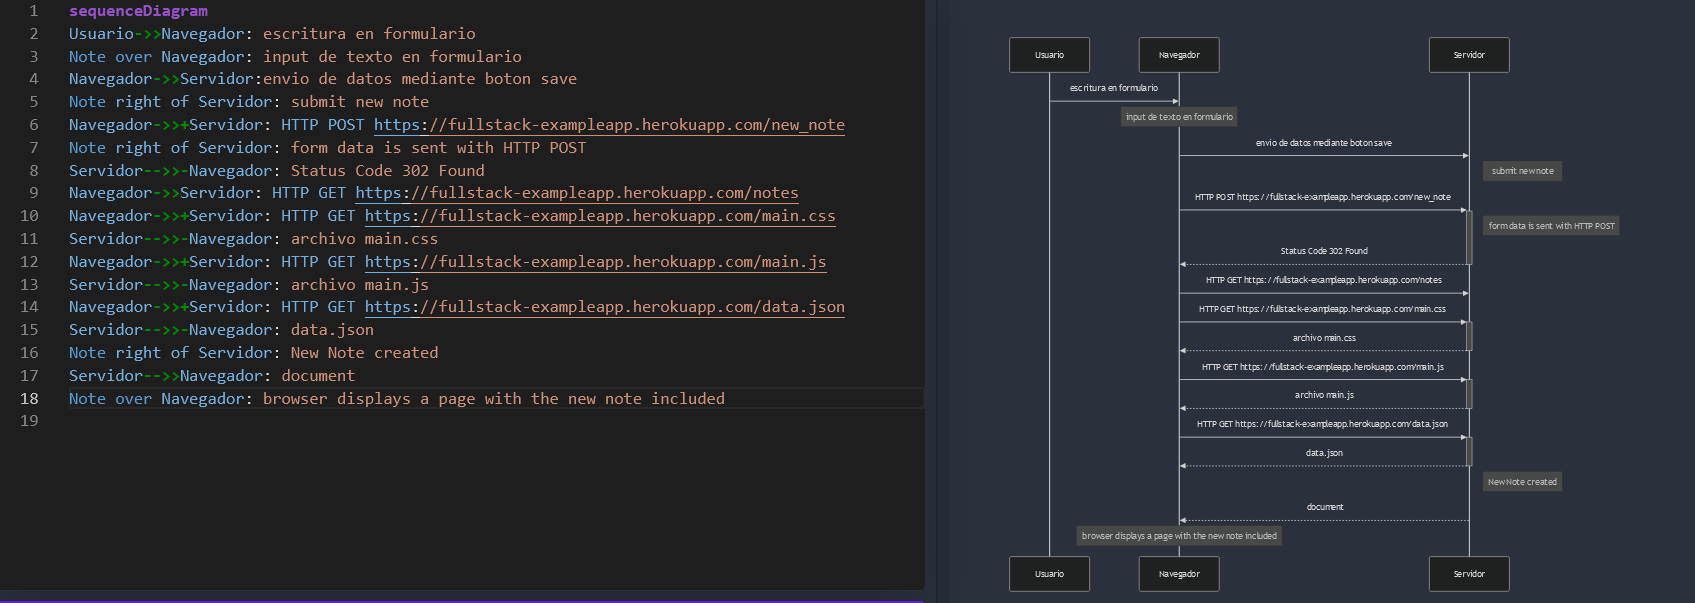 1 sequenceDiagram
2 Usuario->>Navegador: escritura en formulario
3 Note over Navegador: input de texto en formulario
4 Navegador->>Servidor:envio de datos mediante boton save
5 Note right of Servidor: submit new note
6 Navegador->>+Servidor: HTTP POST https://fullstack-exampleapp.herokuapp.com/new_note
7 Note right of Servidor: form data is sent with HTTP POST
8 Servidor-->>-Navegador: Status Code 302 Found
9 Navegador->>Servidor: HTTP GET https://fullstack-exampleapp.herokuapp.com/notes
10 Navegador->>+Servidor: HTTP GET https://fullstack-exampleapp.herokuapp.com/main.css
11 Servidor-->>-Navegador: archivo main.css
12 Navegador->>+Servidor: HTTP GET https://fullstack-exampleapp.herokuapp.com/main.js
13 Servidor-->>-Navegador: archivo main.js
14 Navegador->>+Servidor: HTTP GET https://fullstack-exampleapp.herokuapp.com/data.json
15 Servidor-->>-Navegador: data.json
16 Note right of Servidor: New Note created
17 Servidor-->>Navegador: document
18 Note over Navegador: browser displays a page with the new note included
19
Usuario Navegador Servidor
escritura en formulario
input de texto en formulario
envio de datos mediante boton save
submit new note
HTTP POST https://fullstack-exampleapp.herokuapp.com/new_note
form data is sent with HTTP POST
Status Code 302 Found
HTTP GET https://fullstack-exampleapp.herokuapp.com/notes
HTTP GET https://fullstack-exampleapp.herokuapp.com/main.css
archivo main.css
HTTP GET https://fullstack-exampleapp.herokuapp.com/main.js
archivo main.js
HTTP GET https://fullstack-exampleapp.herokuapp.com/data.json
data.json
New Note created
document
browser displays a page with the new note included
Usuario Navegador Servidor